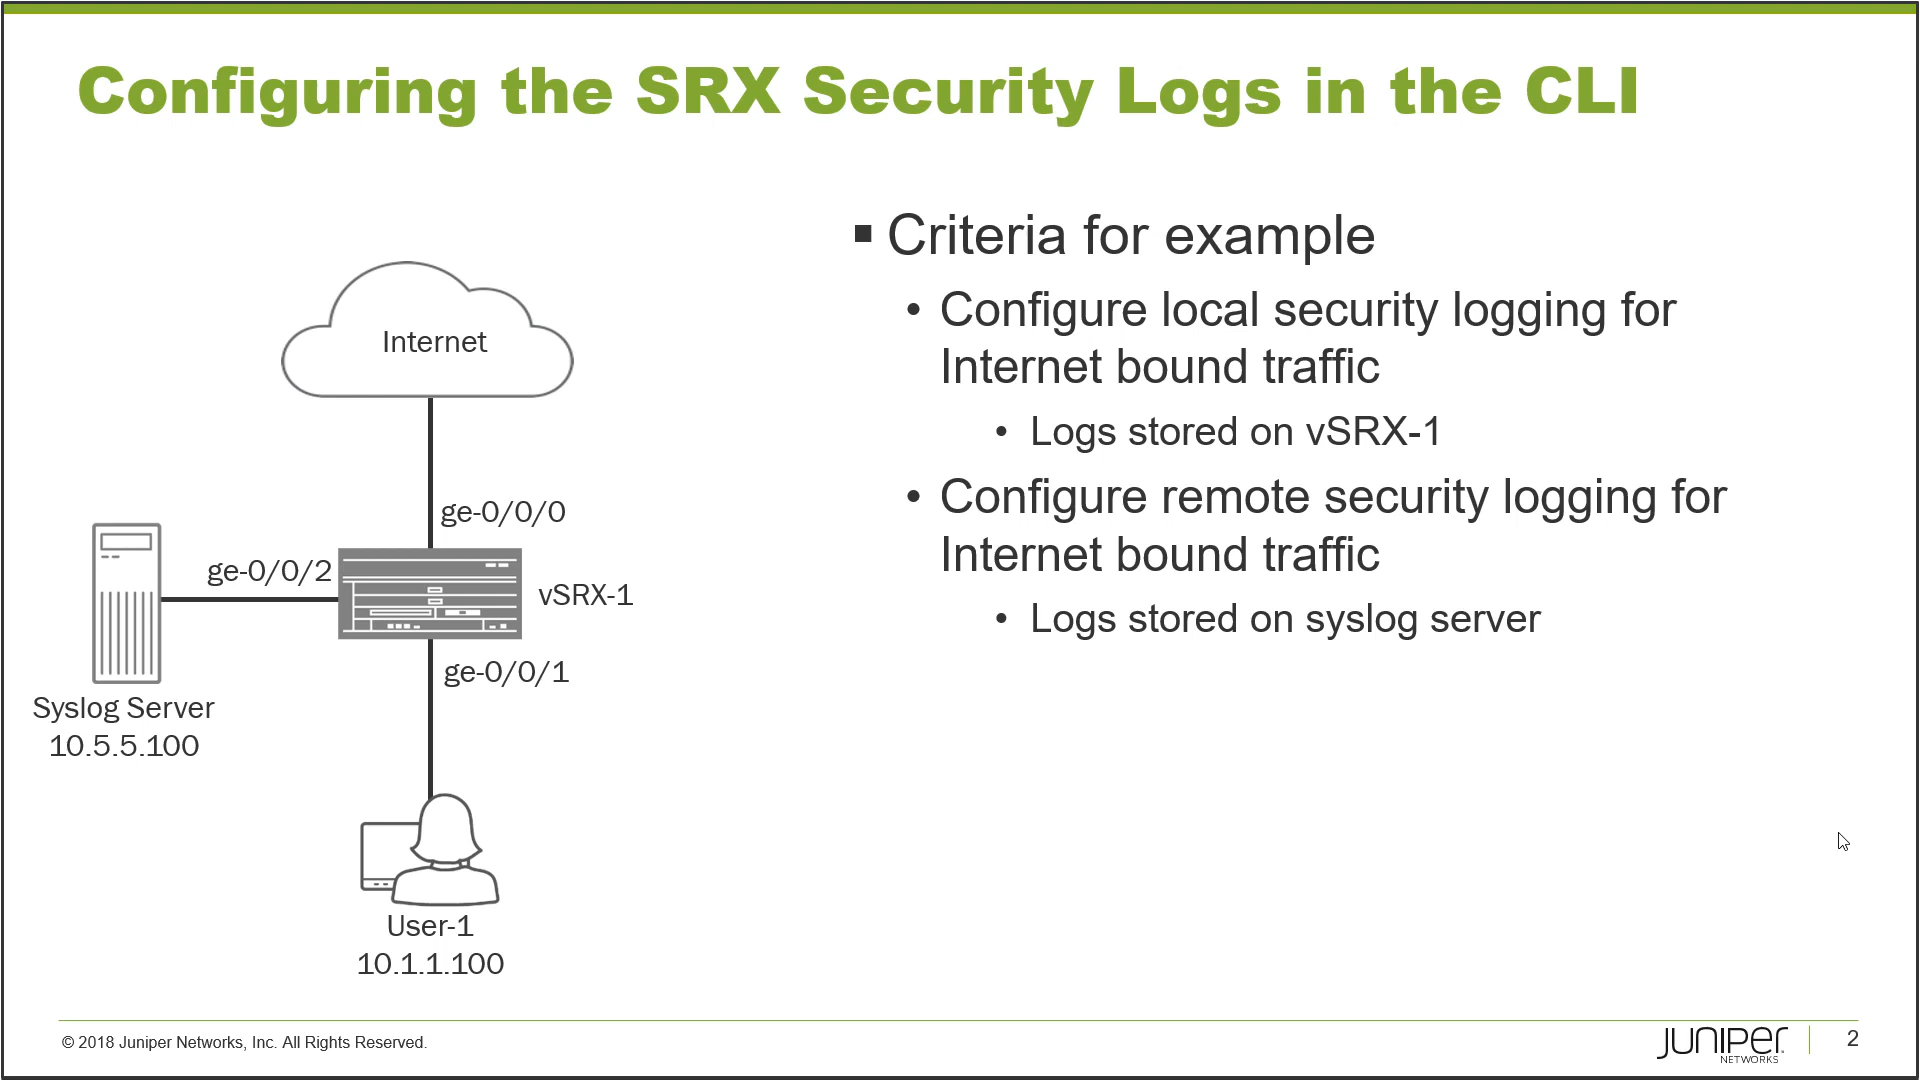 Configuring the SRX Security Logs in the CLI
Internet
ge-0/0/0
ge-0/0/2
vSRX-1
ge-0/0/1
Syslog Server
10.5.5.100
User-1
10.1.1.100
▪ Criteria for example
• Configure local security logging for
Internet bound traffic
• Logs stored on vSRX-1
• Configure remote security logging for
Internet bound traffic
• Logs stored on syslog server
© 2018 Juniper Networks, Inc. All Rights Reserved.
JUNIPer
NETWORKS
2